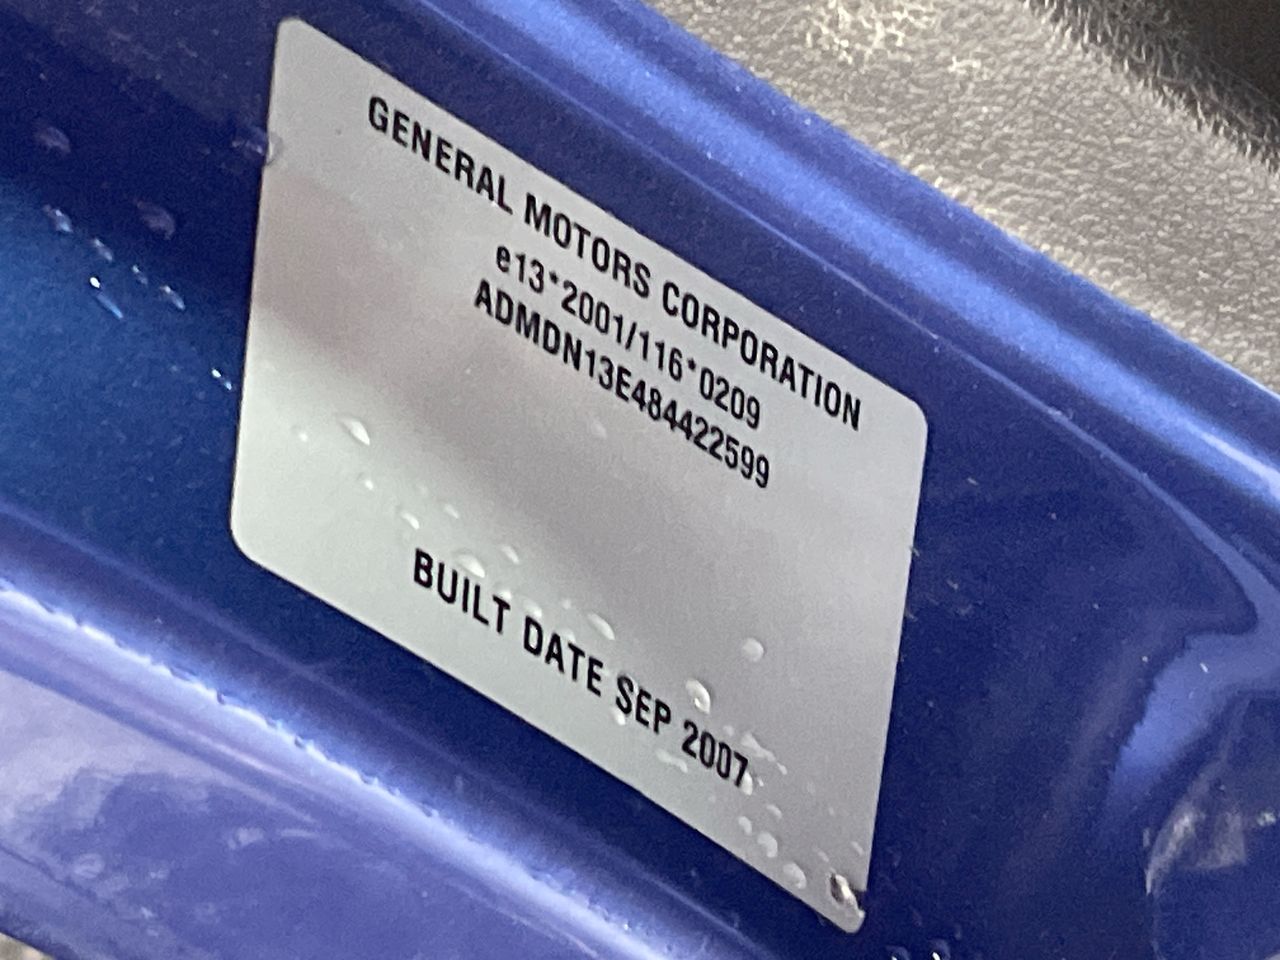 GENERAL MOTORS CORPORATION
e13*2001/116*0209
ADMDN13E484422599
BUILT DATE SEP 2007